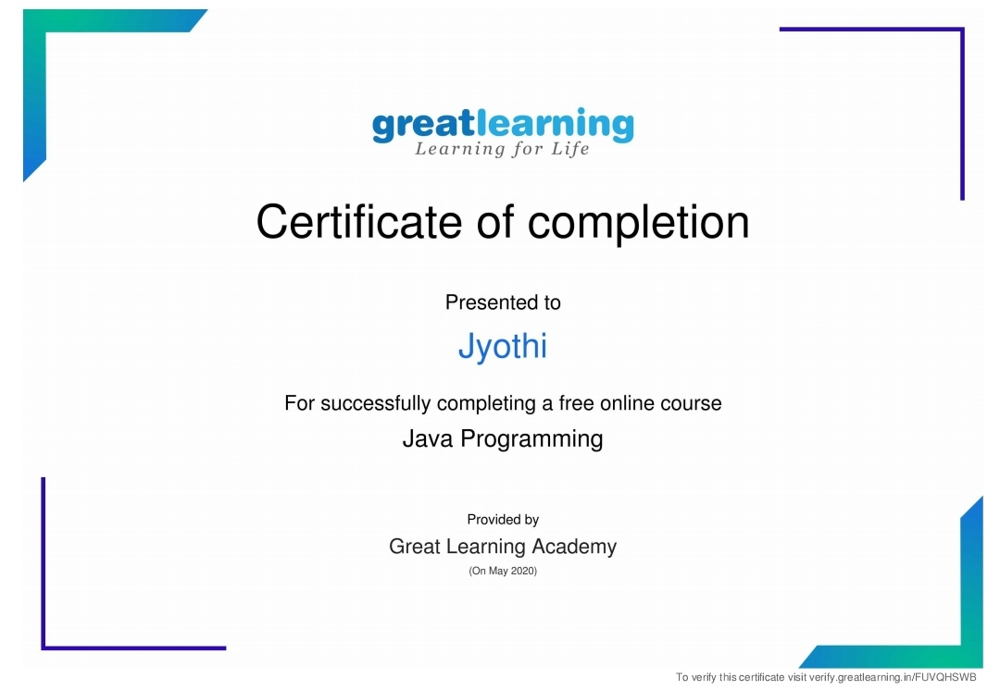 greatlearning
Learning for Life
Certificate of completion
Presented to
Jyothi
For successfully completing a free online course
Java Programming
Provided by
Great Learning Academy
(On May 2020)
To verify this certificate visit verify.greatlearning.in/FUVQHSWB